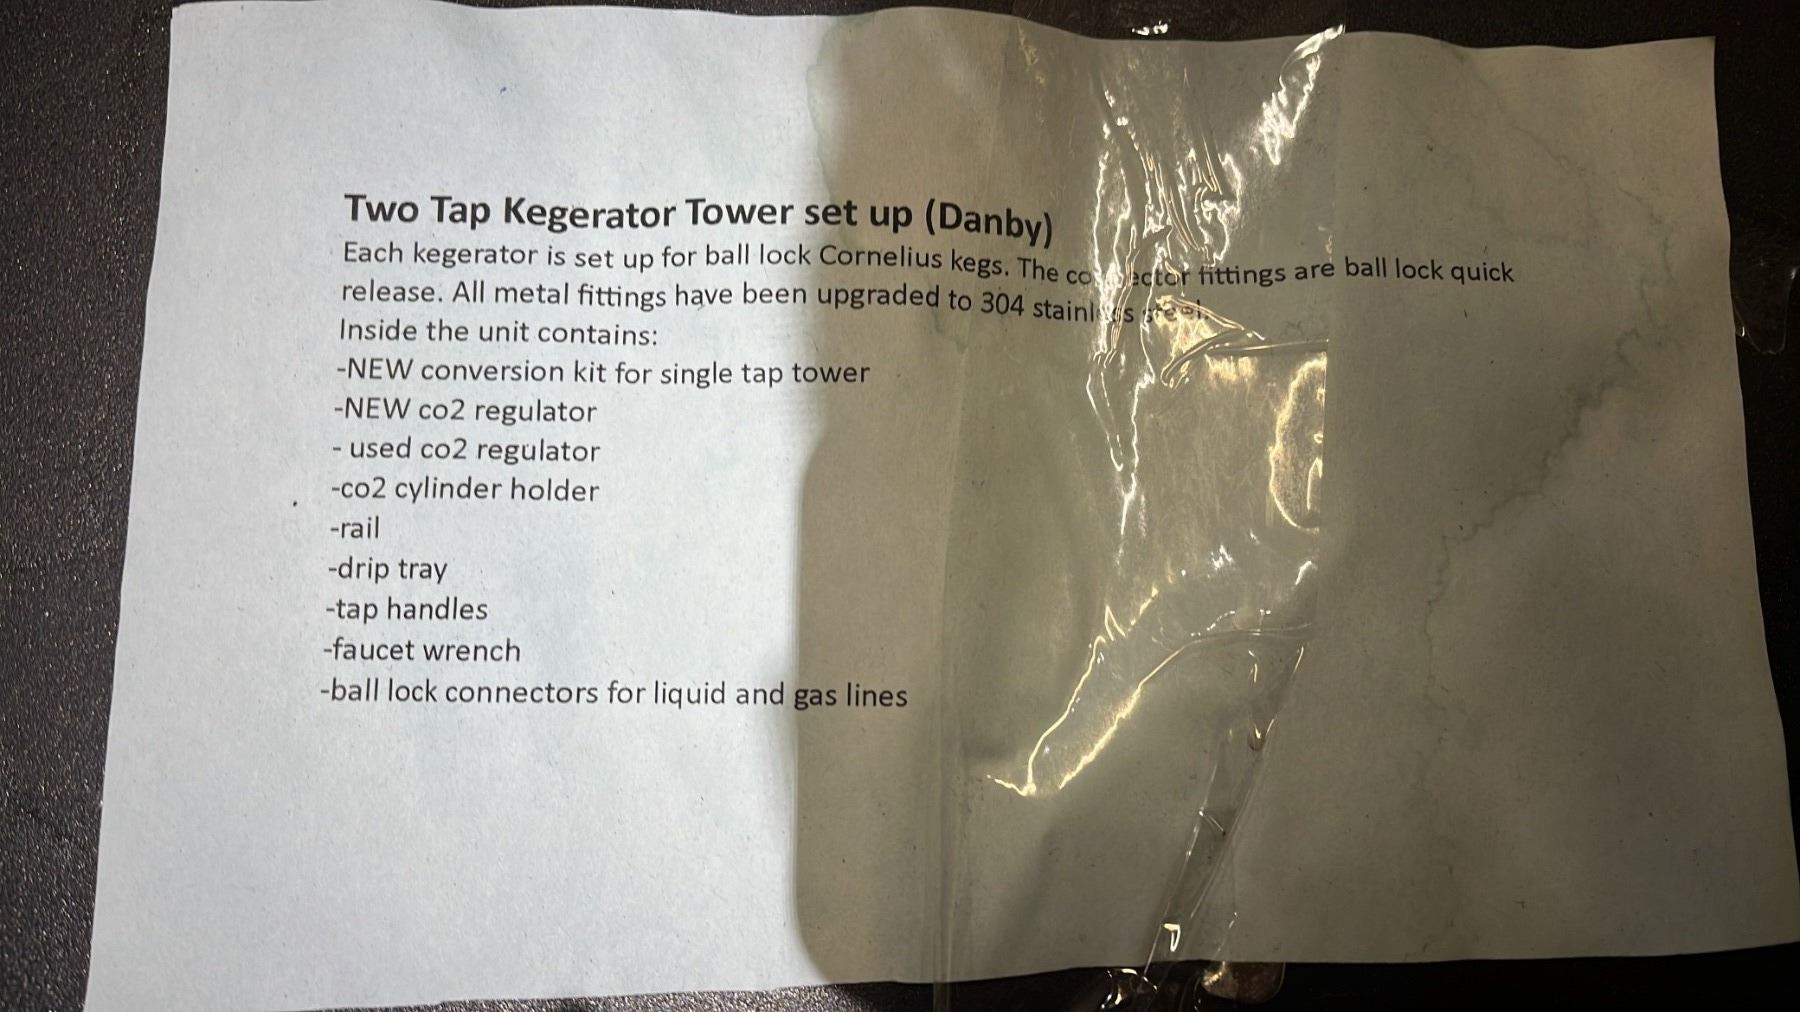 Two Tap Kegerator Tower set up (Danby)
Each kegerator is set up for ball lock Cornelius kegs. The connector fittings are ball lock quick
release. All metal fittings have been upgraded to 304 stainless steel.
Inside the unit contains:
-NEW conversion kit for single tap tower
-NEW co2 regulator
- used co2 regulator
-co2 cylinder holder
-rail
-drip tray
-tap handles
-faucet wrench
-ball lock connectors for liquid and gas lines